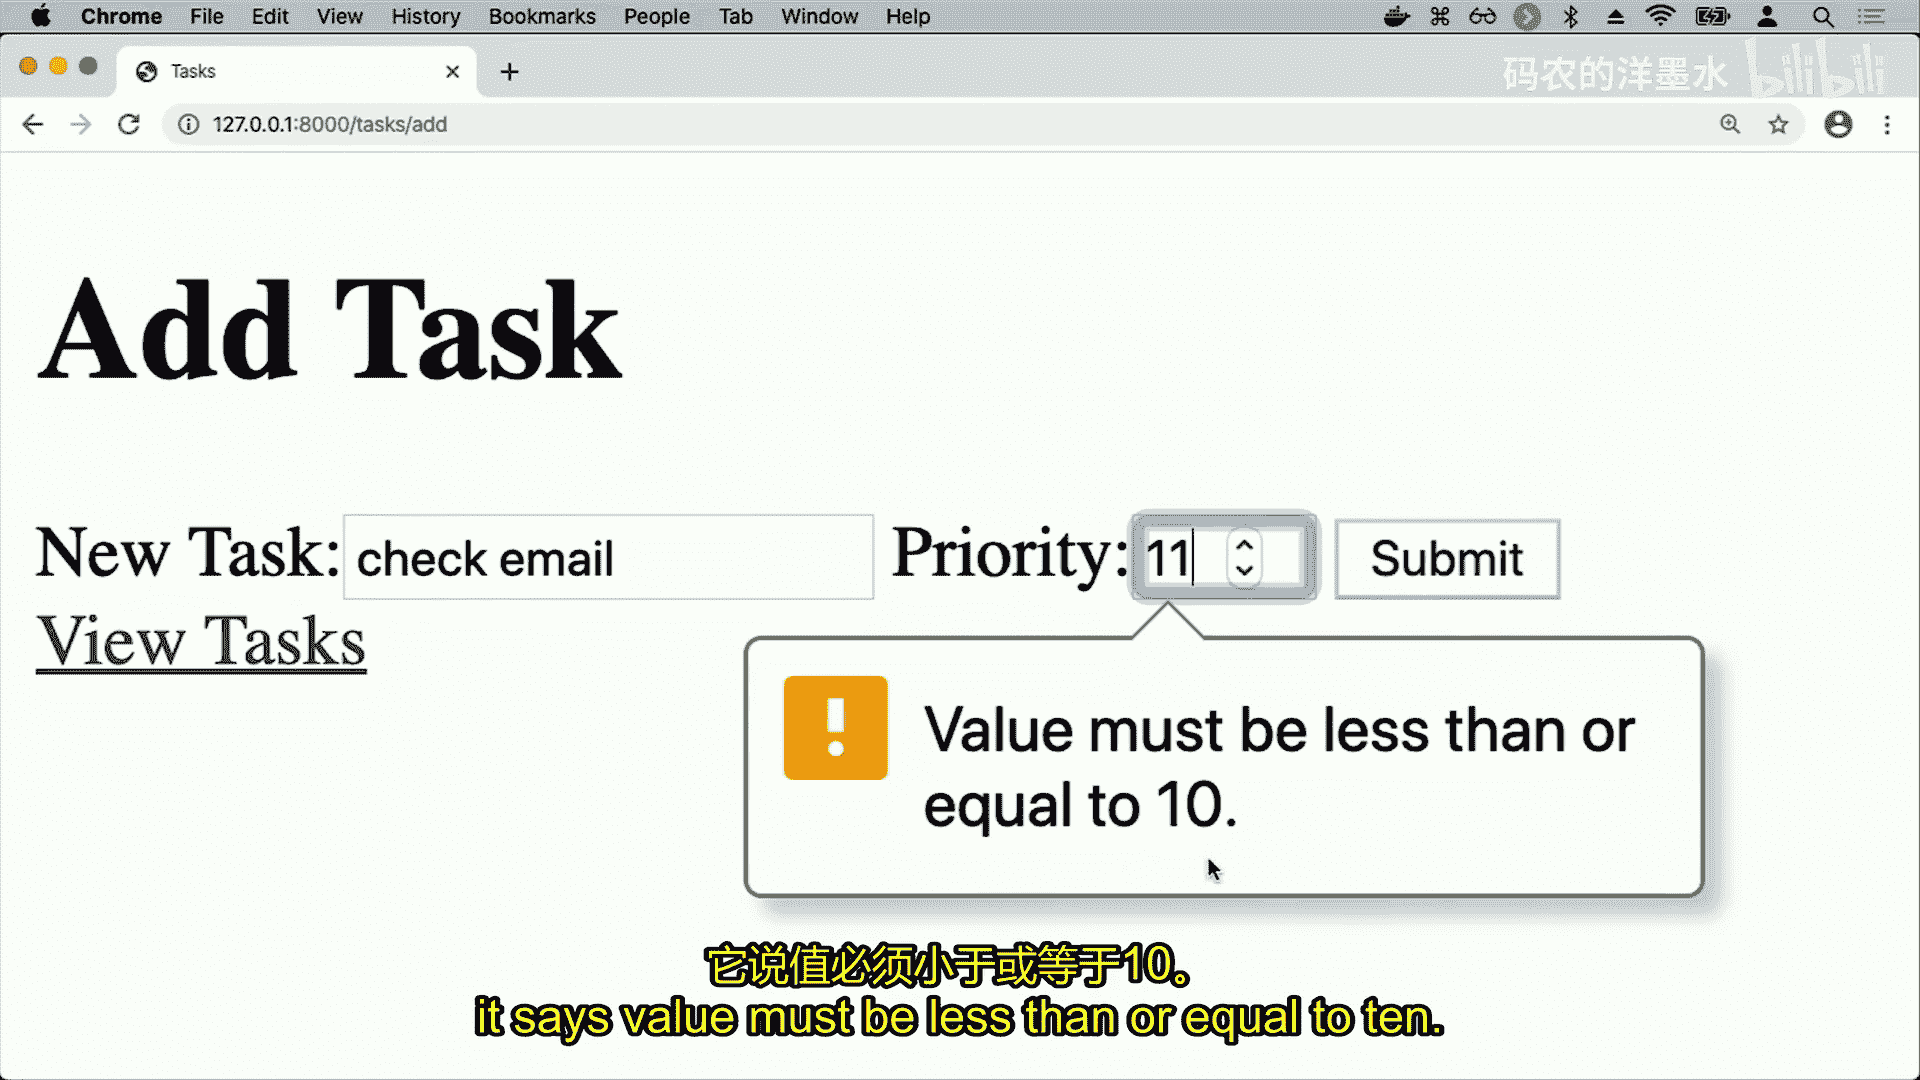 Chrome File Edit View History Bookmarks People Tab Window Help
Tasks
码农的洋墨水 bilibili
127.0.0.1:8000/tasks/add
Add Task
New Task: check email Priority: 11 Submit
View Tasks
Value must be less than or
equal to 10.
它说值必须小于或等于10。
it says value must be less than or equal to ten.